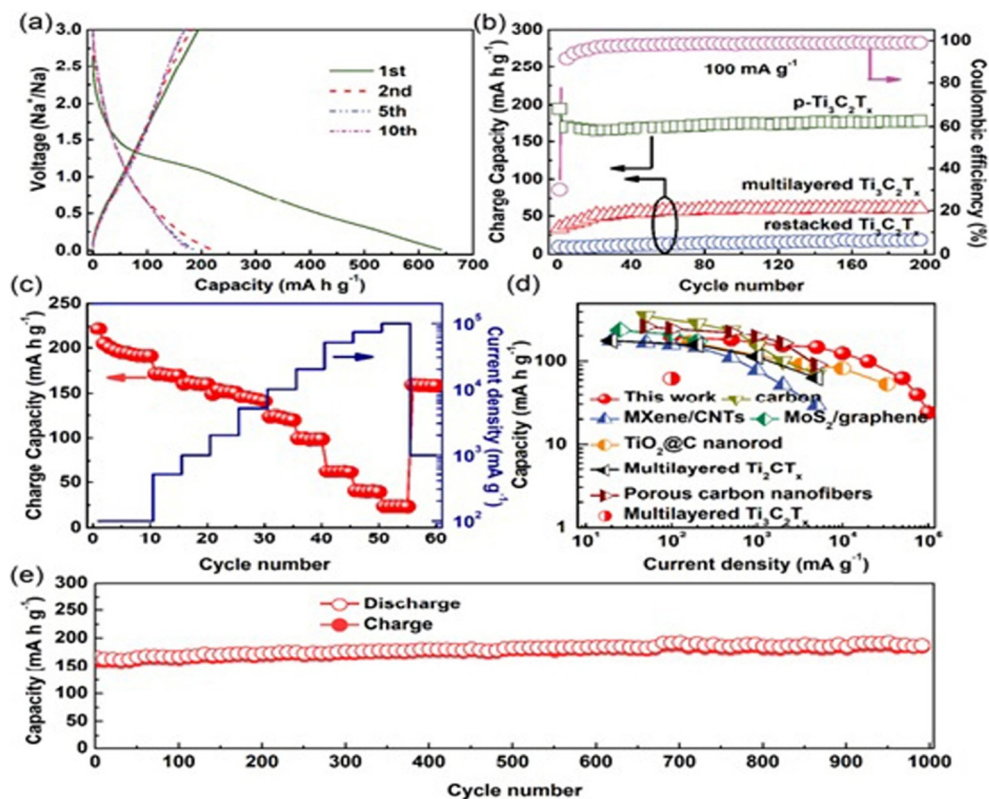 (a)
3.0
2.5
2.0
1.5
1.0
0.5
0.0
Voltage (Na⁺/Na)
1st
2nd
5th
10th
0 100 200 300 400 500 600 700
Capacity (mA h g⁻¹)
(b)
300
250
200
150
100
50
0
Charge Capacity (mA h g⁻¹)
100 mA g⁻¹
p-Ti₃C₂Tₓ
multilayered Ti₃C₂Tₓ
restacked Ti₃C₂Tₓ
100
80
60
40
20
0
Coulombic efficiency (%)
0 40 80 120 160 200
Cycle number
(c)
250
200
150
100
50
0
Charge Capacity (mA h g⁻¹)
10⁵
10⁴
10³
10²
Current density (mA g⁻¹)
0 10 20 30 40 50 60
Cycle number
(d)
100
10
1
Capacity (mA h g⁻¹)
This work carbon
MXene/CNTs MoS₂/graphene
TiO₂@C nanorod
Multilayered Ti₂CTₓ
Porous carbon nanofibers
Multilayered Ti₃C₂Tₓ
10¹ 10² 10³ 10⁴ 10⁵
Current density (mA g⁻¹)
(e)
300
250
200
150
100
50
0
Capacity (mA h g⁻¹)
Discharge
Charge
0 100 200 300 400 500 600 700 800 900 1000
Cycle number